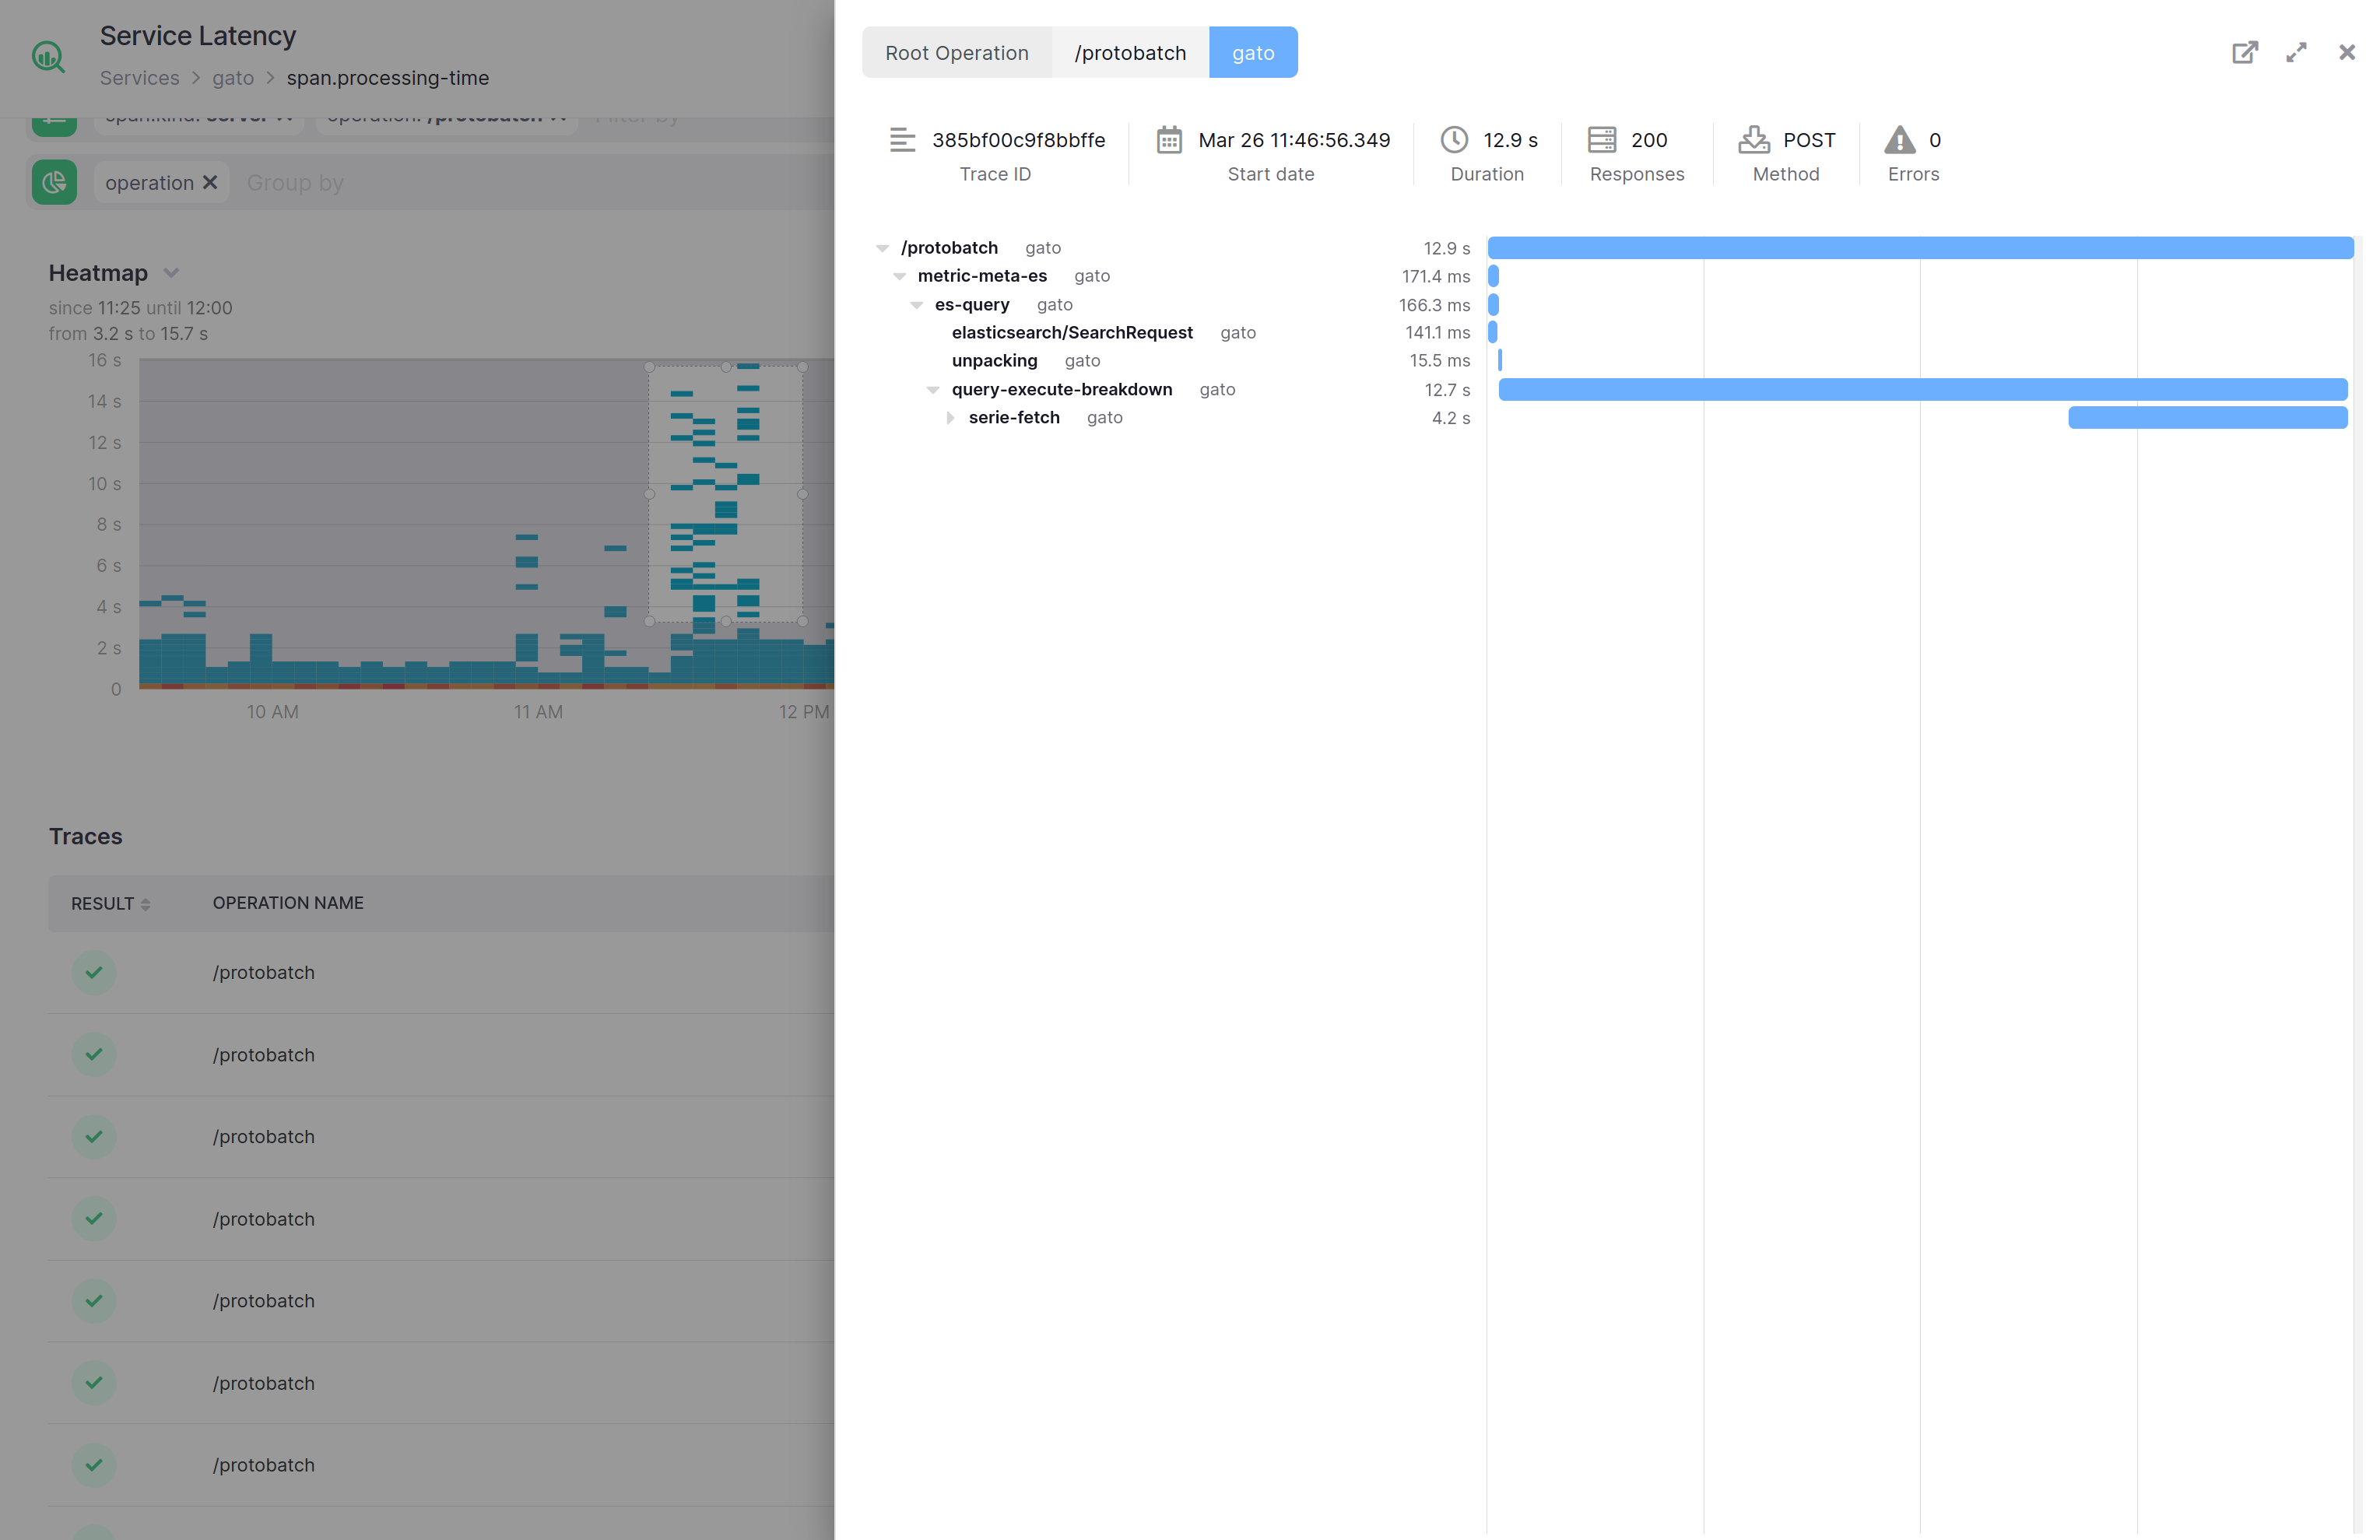 Service Latency
Services > gato > span.processing-time
span.kind: server ✕ operation: /protobatch ✕ Filter by
operation ✕ Group by
Heatmap
since 11:25 until 12:00
from 3.2 s to 15.7 s
16 s
14 s
12 s
10 s
8 s
6 s
4 s
2 s
0
10 AM 11 AM 12 PM
Traces
RESULT OPERATION NAME
/protobatch
/protobatch
/protobatch
/protobatch
/protobatch
/protobatch
/protobatch
Root Operation /protobatch gato
385bf00c9f8bbffe Mar 26 11:46:56.349 12.9 s 200 POST 0
Trace ID Start date Duration Responses Method Errors
/protobatch gato 12.9 s
metric-meta-es gato 171.4 ms
es-query gato 166.3 ms
elasticsearch/SearchRequest gato 141.1 ms
unpacking gato 15.5 ms
query-execute-breakdown gato 12.7 s
serie-fetch gato 4.2 s